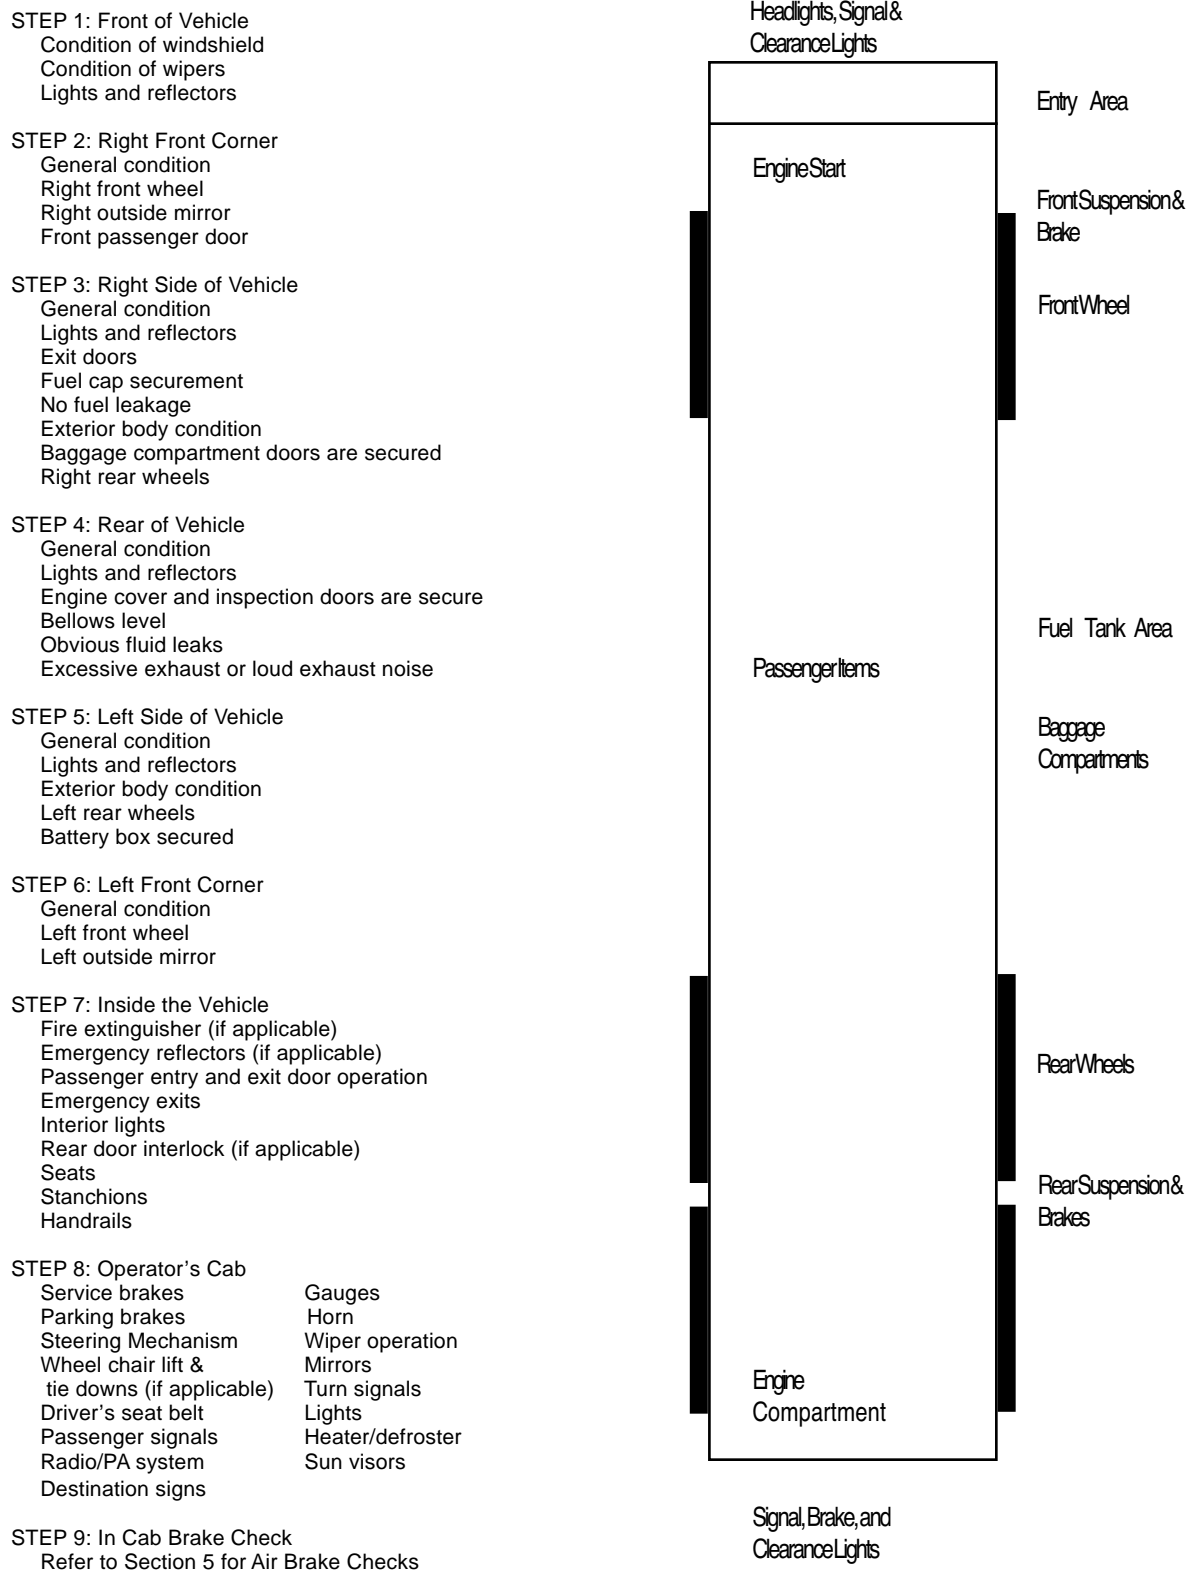 STEP 1: Front of Vehicle
Condition of windshield
Condition of wipers
Lights and reflectors
STEP 2: Right Front Corner
General condition
Right front wheel
Right outside mirror
Front passenger door
STEP 3: Right Side of Vehicle
General condition
Lights and reflectors
Exit doors
Fuel cap securement
No fuel leakage
Exterior body condition
Baggage compartment doors are secured
Right rear wheels
STEP 4: Rear of Vehicle
General condition
Lights and reflectors
Engine cover and inspection doors are secure
Bellows level
Obvious fluid leaks
Excessive exhaust or loud exhaust noise
STEP 5: Left Side of Vehicle
General condition
Lights and reflectors
Exterior body condition
Left rear wheels
Battery box secured
STEP 6: Left Front Corner
General condition
Left front wheel
Left outside mirror
STEP 7: Inside the Vehicle
Fire extinguisher (if applicable)
Emergency reflectors (if applicable)
Passenger entry and exit door operation
Emergency exits
Interior lights
Rear door interlock (if applicable)
Seats
Stanchions
Handrails
STEP 8: Operator's Cab
Service brakes Gauges
Parking brakes Horn
Steering Mechanism Wiper operation
Wheel chair lift & Mirrors
tie downs (if applicable) Turn signals
Driver's seat belt Lights
Passenger signals Heater/defroster
Radio/PA system Sun visors
Destination signs
STEP 9: In Cab Brake Check
Refer to Section 5 for Air Brake Checks
Headlights, Signal &
Clearance Lights
Entry Area
Engine Start
Front Suspension &
Brake
Front Wheel
Fuel Tank Area
Passenger Items
Baggage
Compartments
Rear Wheels
Rear Suspension &
Brakes
Engine
Compartment
Signal, Brake, and
Clearance Lights